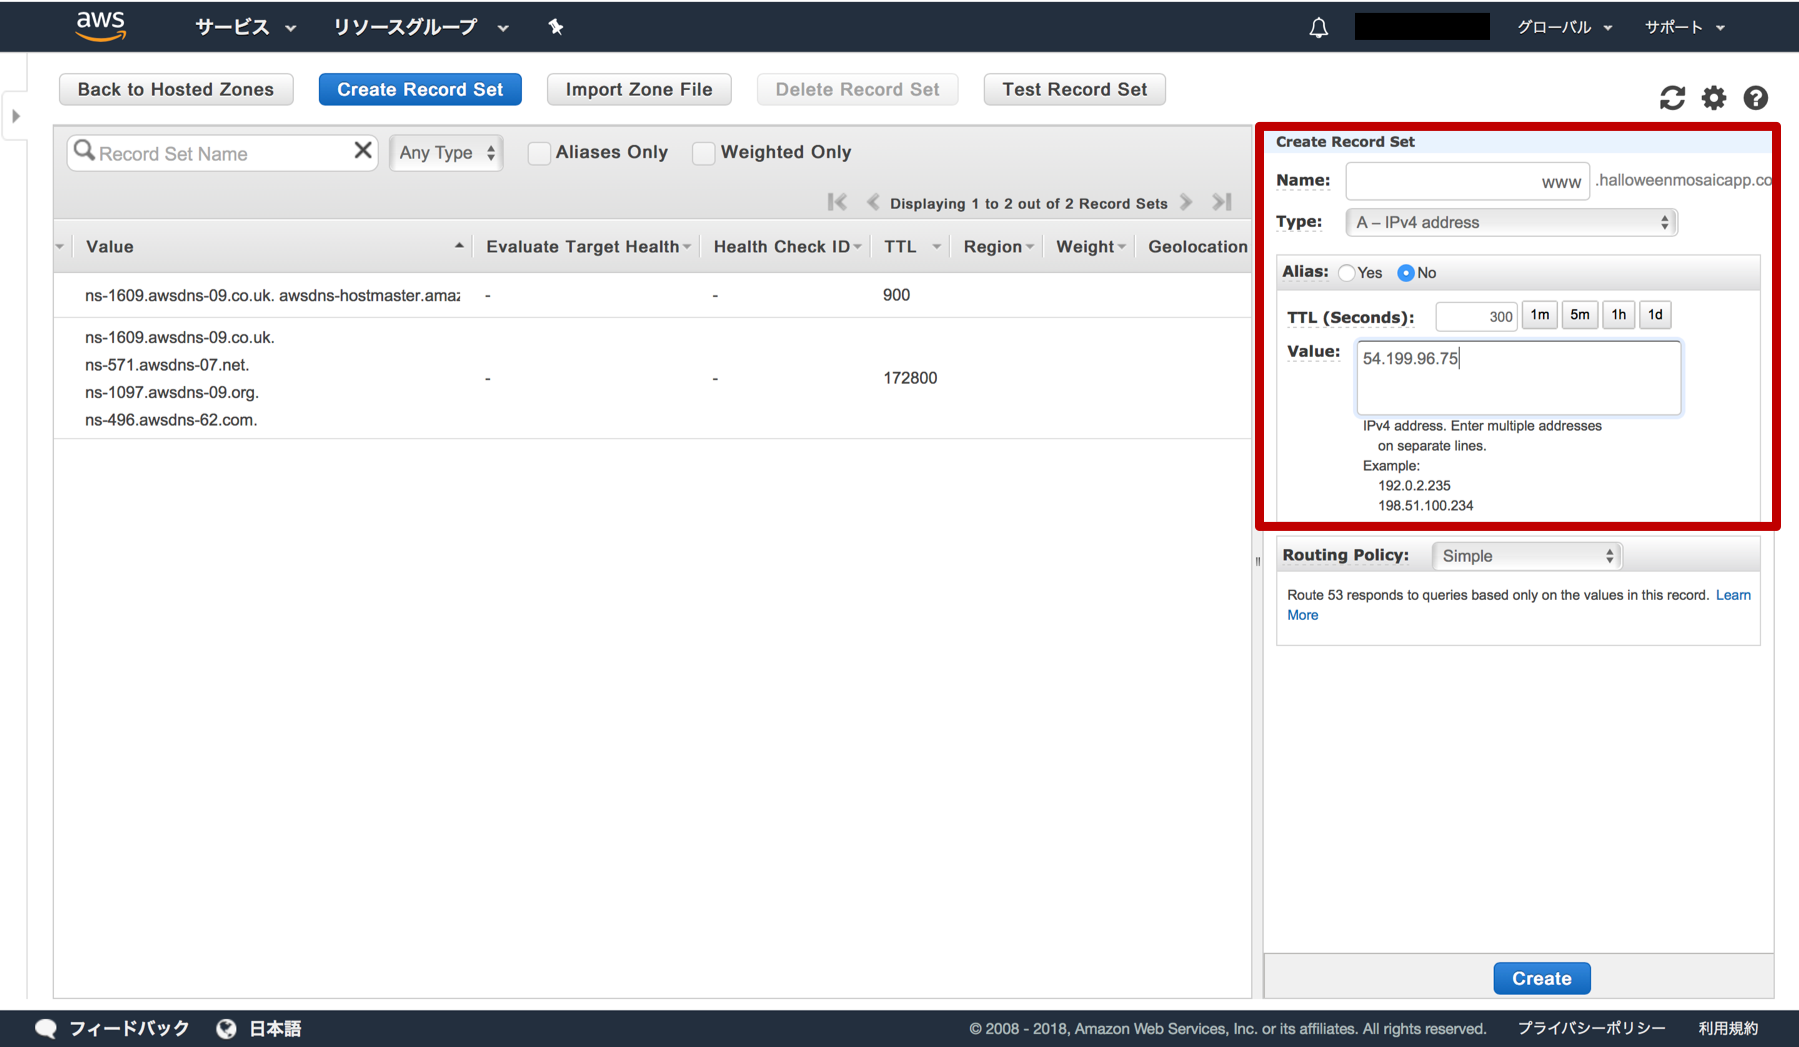 aws
サービス
リソースグループ
グローバル
サポート
Back to Hosted Zones
Create Record Set
Import Zone File
Delete Record Set
Test Record Set
Record Set Name
Any Type
Aliases Only
Weighted Only
Displaying 1 to 2 out of 2 Record Sets
Value
Evaluate Target Health
Health Check ID
TTL
Region
Weight
Geolocation
ns-1609.awsdns-09.co.uk. awsdns-hostmaster.amaz
-
-
900
ns-1609.awsdns-09.co.uk.
ns-571.awsdns-07.net.
ns-1097.awsdns-09.org.
ns-496.awsdns-62.com.
-
-
172800
Create Record Set
Name:
www
.halloweenmosaicapp.co
Type:
A – IPv4 address
Alias:
Yes
No
TTL (Seconds):
300
1m
5m
1h
1d
Value:
54.199.96.75
IPv4 address. Enter multiple addresses
on separate lines.
Example:
192.0.2.235
198.51.100.234
Routing Policy:
Simple
Route 53 responds to queries based only on the values in this record. Learn
More
Create
フィードバック
日本語
© 2008 - 2018, Amazon Web Services, Inc. or its affiliates. All rights reserved.
プライバシーポリシー
利用規約